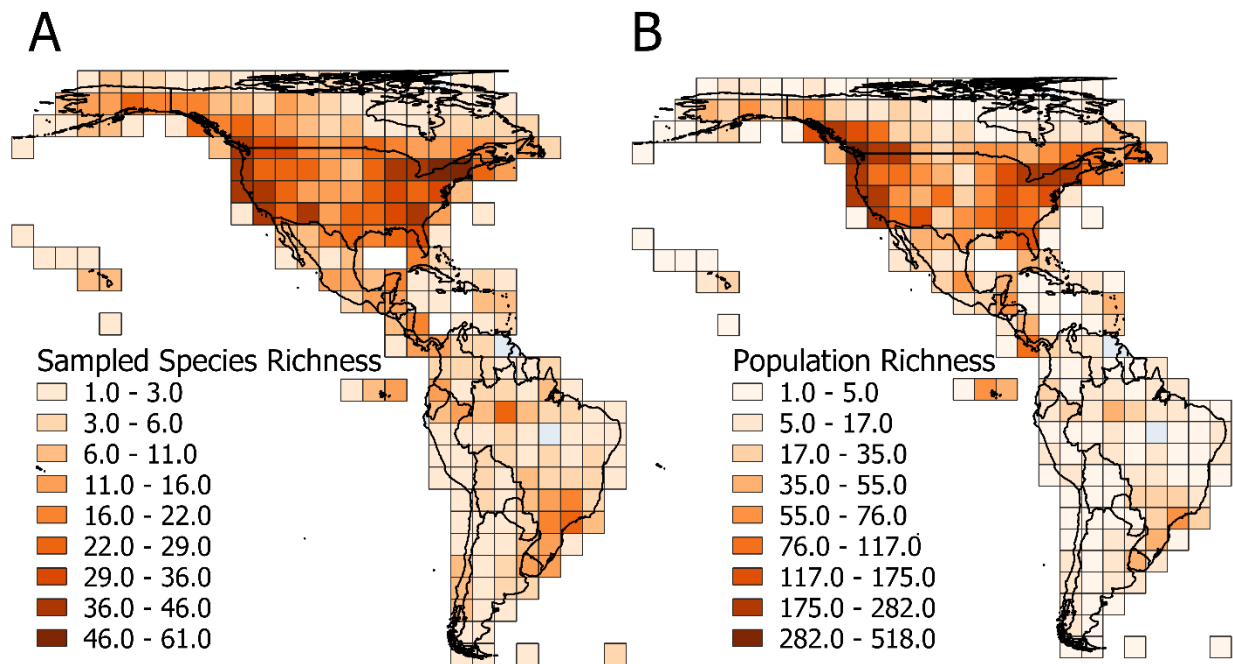 A
B
Sampled Species Richness
1.0 - 3.0
3.0 - 6.0
6.0 - 11.0
11.0 - 16.0
16.0 - 22.0
22.0 - 29.0
29.0 - 36.0
36.0 - 46.0
46.0 - 61.0
Population Richness
1.0 - 5.0
5.0 - 17.0
17.0 - 35.0
35.0 - 55.0
55.0 - 76.0
76.0 - 117.0
117.0 - 175.0
175.0 - 282.0
282.0 - 518.0